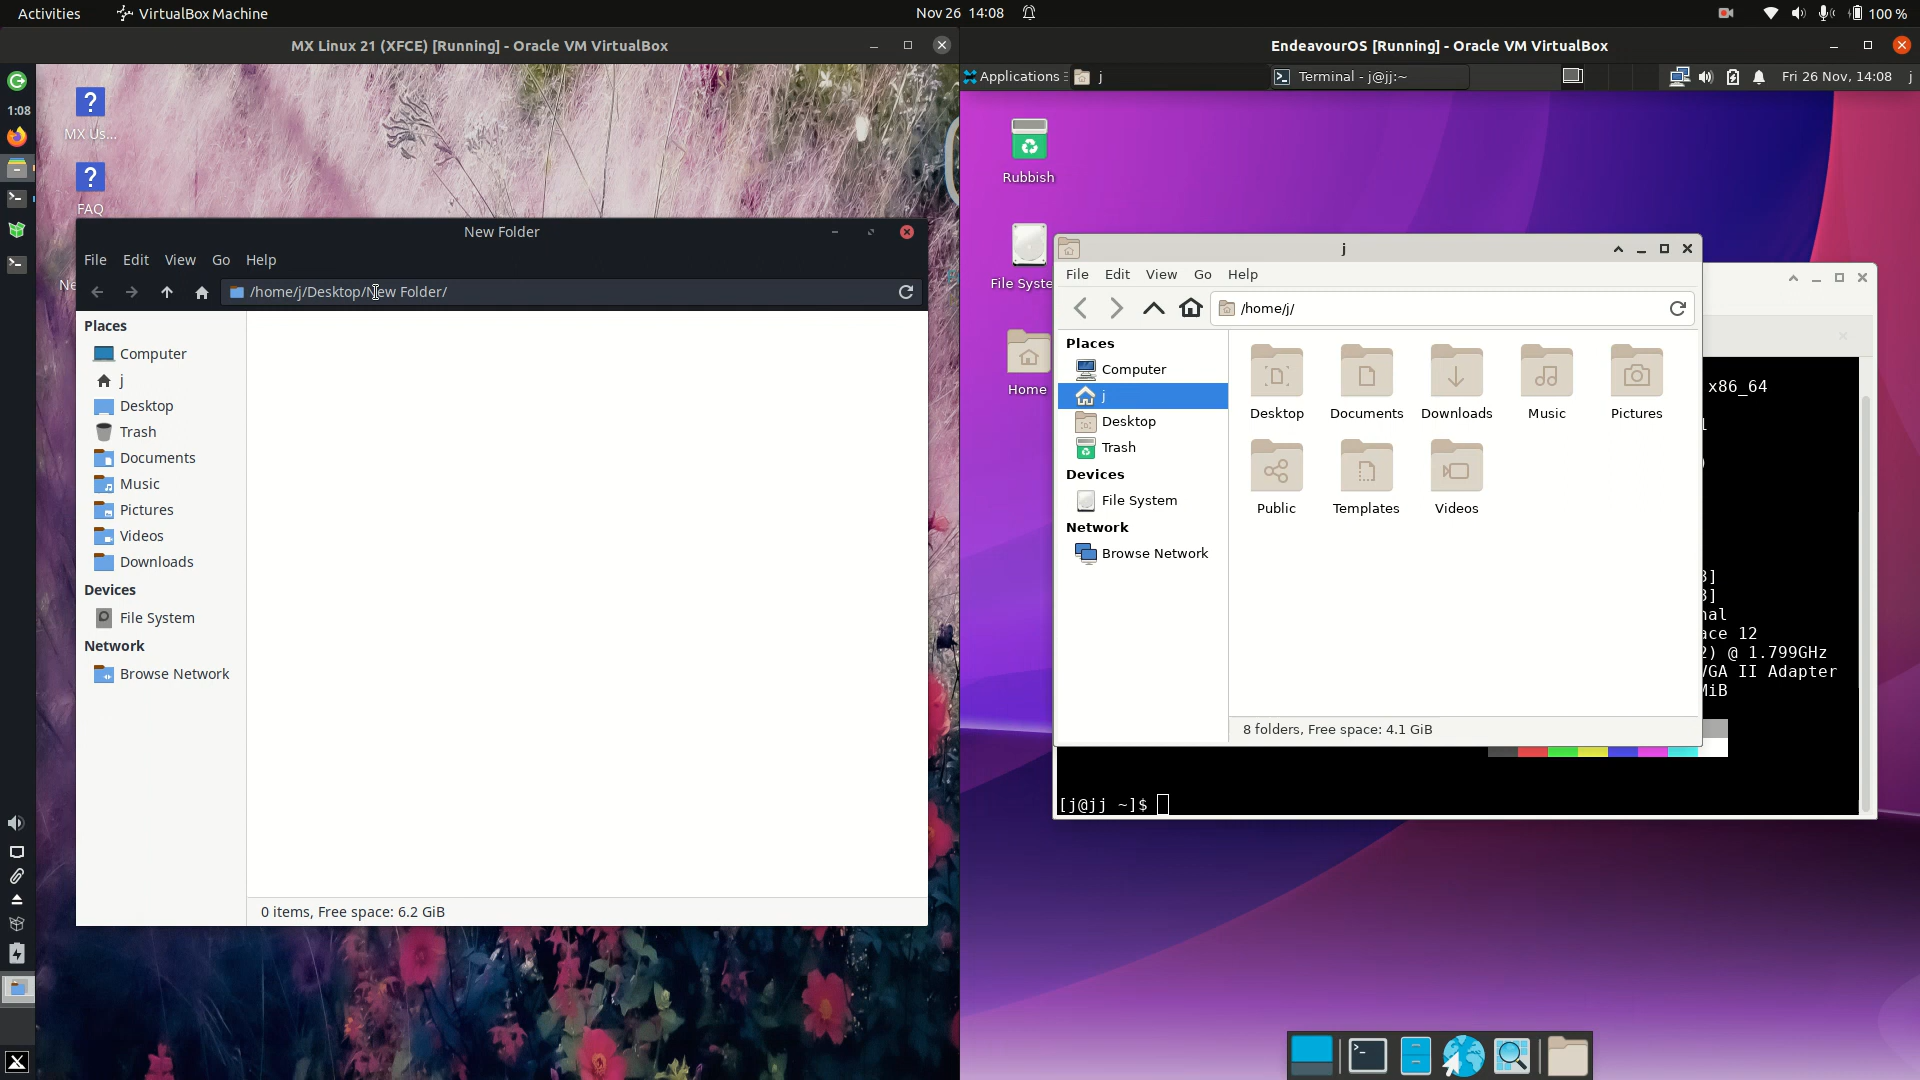 Activities
VirtualBox Machine
Nov 26 14:08
100 %
MX Linux 21 (XFCE) [Running] - Oracle VM VirtualBox
1:08
MX Us...
FAQ
Ne
New Folder
File Edit View Go Help
/home/j/Desktop/New Folder/
Places
Computer
j
Desktop
Trash
Documents
Music
Pictures
Videos
Downloads
Devices
File System
Network
Browse Network
0 items, Free space: 6.2 GiB
EndeavourOS [Running] - Oracle VM VirtualBox
Applications
j
Terminal - j@jj:~
Fri 26 Nov, 14:08
j
Rubbish
File Syste
Home
j
File Edit View Go Help
/home/j/
Places
Computer
j
Desktop
Trash
Devices
File System
Network
Browse Network
Desktop Documents Downloads Music Pictures
Public Templates Videos
8 folders, Free space: 4.1 GiB
x86_64
]
]
nal
ace 12
) @ 1.799GHz
VGA II Adapter
MiB
[j@jj ~]$